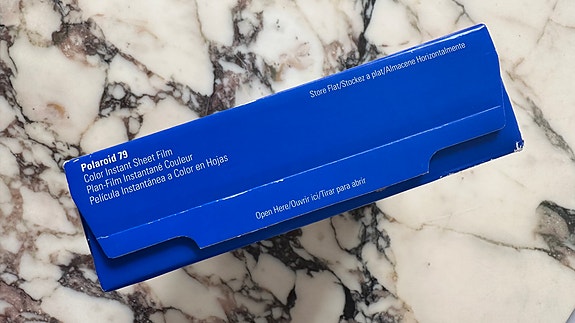 Store Flat/Stockez a plat/Almacene Horizontalmente
Polaroid 79
Color Instant Sheet Film
Plan-Film Instantané Couleur
Película Instantánea a Color en Hojas
Open Here/Ouvrir ici/Tirar para abrir